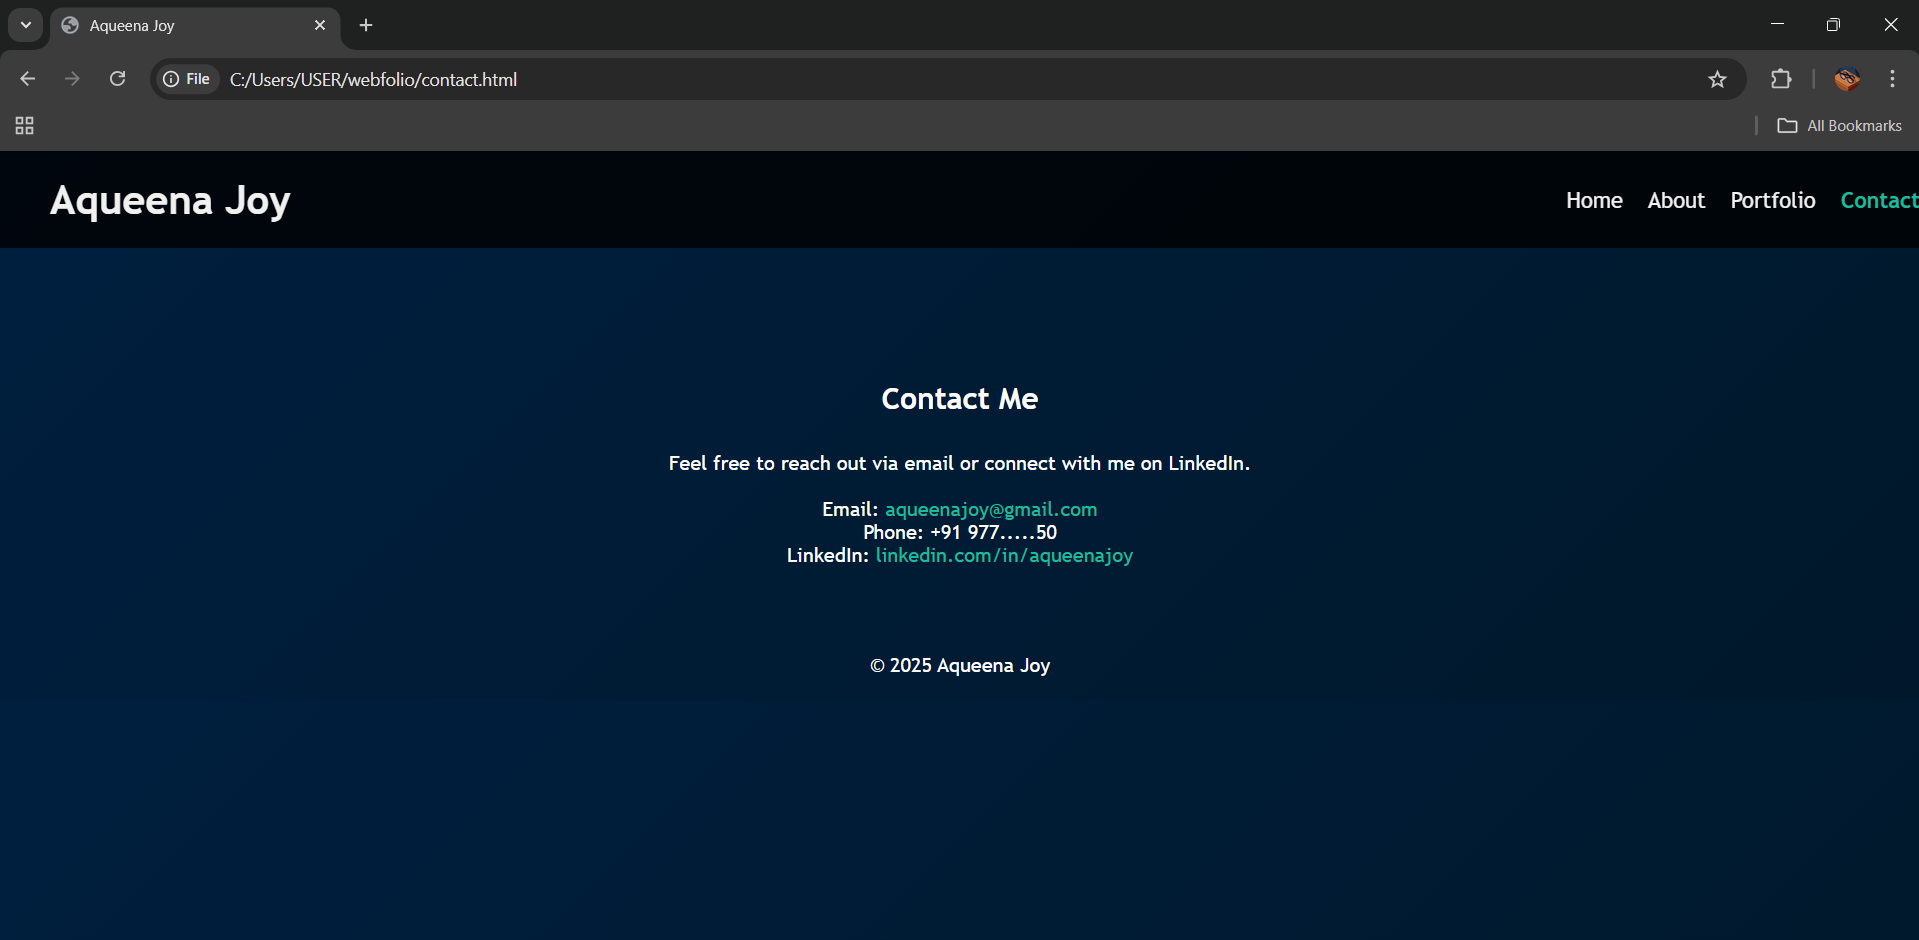 Aqueena Joy
File C:/Users/USER/webfolio/contact.html
All Bookmarks
Aqueena Joy
Home About Portfolio Contact
Contact Me
Feel free to reach out via email or connect with me on LinkedIn.
Email: aqueenajoy@gmail.com
Phone: +91 977.....50
LinkedIn: linkedin.com/in/aqueenajoy
© 2025 Aqueena Joy